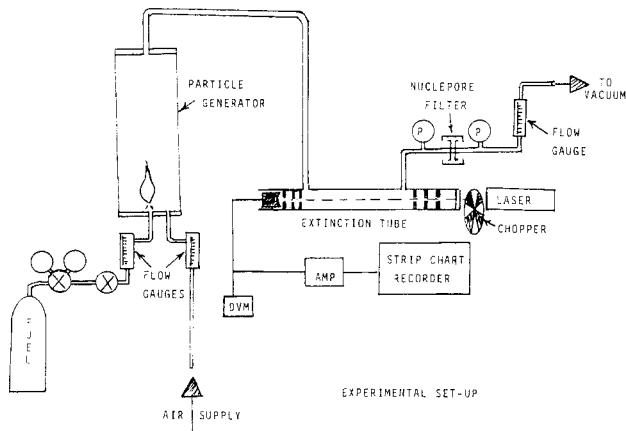 PARTICLE
GENERATOR
NUCLEPORE
FILTER
TO
VACUUM
P
P
FLOW
GAUGE
LASER
EXTINCTION TUBE
CHOPPER
FLOW
GAUGES
AMP
STRIP CHART
RECORDER
DVM
FUEL
EXPERIMENTAL SET-UP
AIR SUPPLY